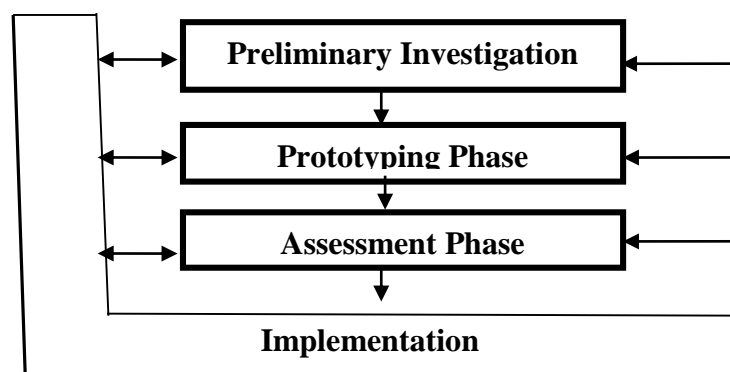 Preliminary Investigation
Prototyping Phase
Assessment Phase
Implementation